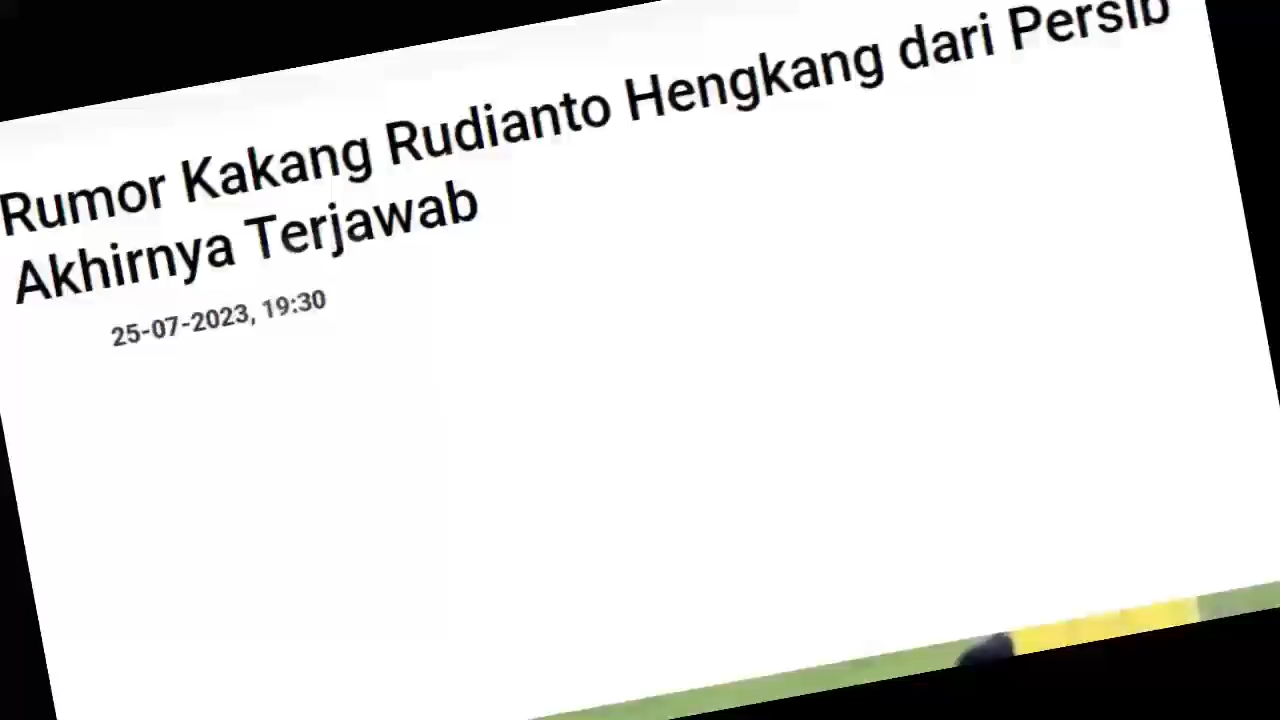 Rumor Kakang Rudianto Hengkang dari Persib
Akhirnya Terjawab
25-07-2023, 19:30